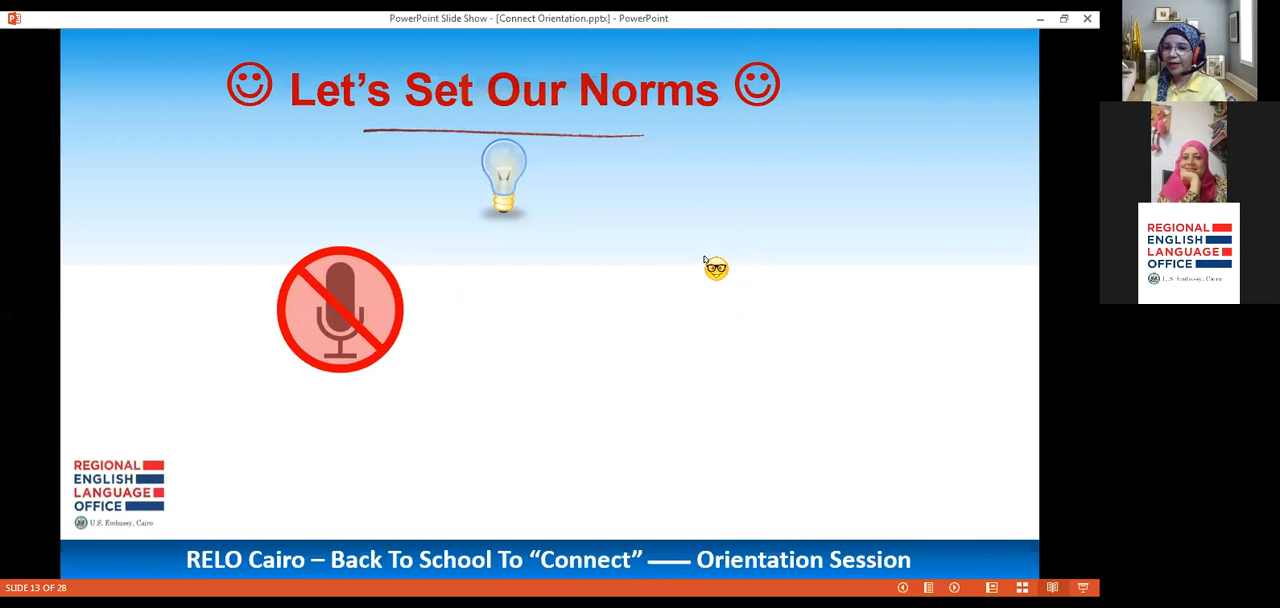 PowerPoint Slide Show - [Connect Orientation.pptx] - PowerPoint
Let's Set Our Norms
REGIONAL
ENGLISH
LANGUAGE
OFFICE
U.S. Embassy, Cairo
REGIONAL
ENGLISH
LANGUAGE
OFFICE
U.S. Embassy, Cairo
RELO Cairo – Back To School To “Connect” —— Orientation Session
SLIDE 13 OF 28